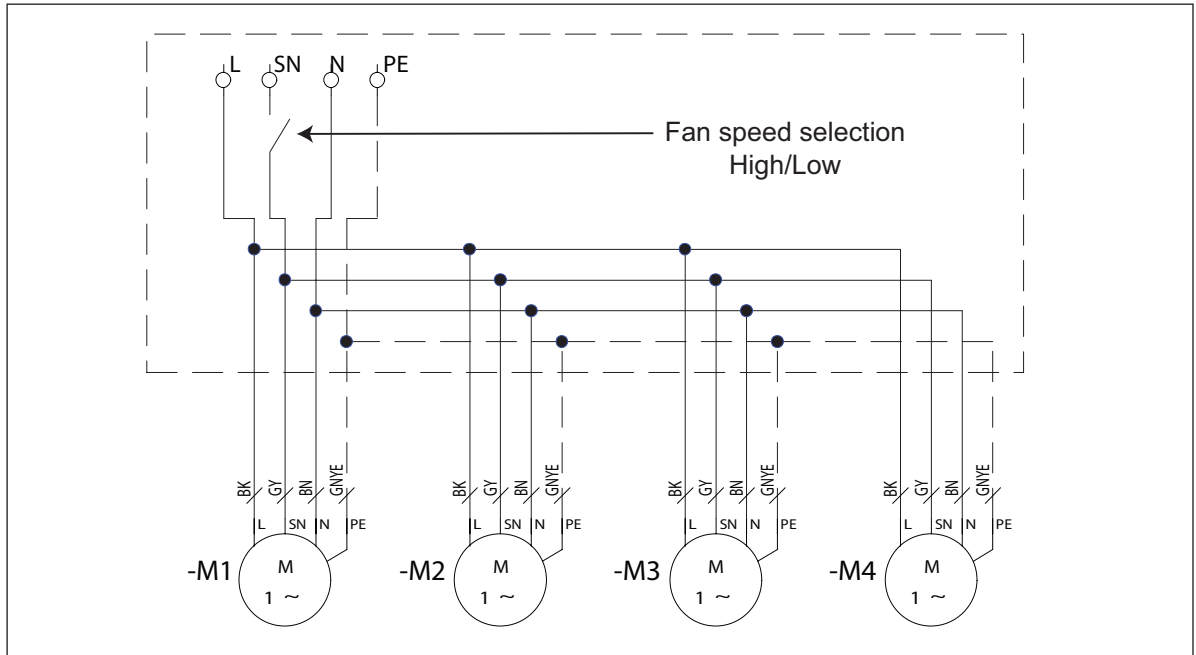 L SN N PE
Fan speed selection
High/Low
BK GY BN GNYE BK GY BN GNYE BK GY BN GNYE BK GY BN GNYE
L SN N PE L SN N PE L SN N PE L SN N PE
-M1 M -M2 M -M3 M -M4 M
1 ~ 1 ~ 1 ~ 1 ~